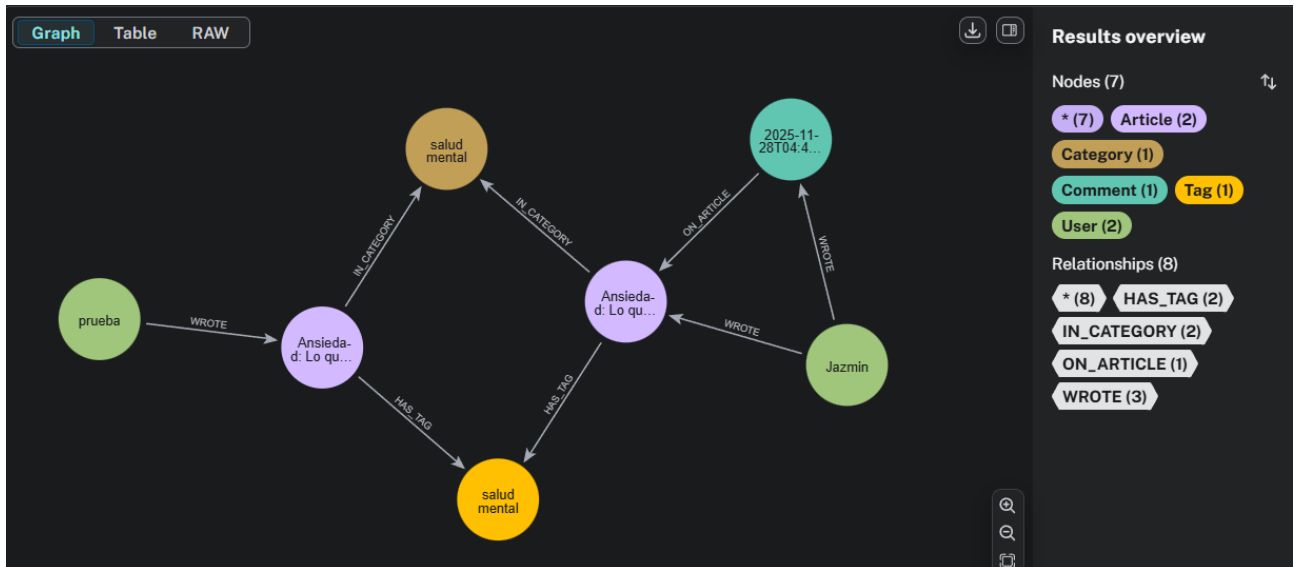 Graph Table RAW
salud
mental
2025-11-
28T04:4...
IN_CATEGORY
IN_CATEGORY
ON_ARTICLE
WROTE
prueba
WROTE
Ansieda-
d: Lo qu...
Ansieda-
d: Lo qu...
WROTE
Jazmin
HAS_TAG
HAS_TAG
salud
mental
Results overview
Nodes (7)
* (7) Article (2)
Category (1)
Comment (1) Tag (1)
User (2)
Relationships (8)
* (8) HAS_TAG (2)
IN_CATEGORY (2)
ON_ARTICLE (1)
WROTE (3)